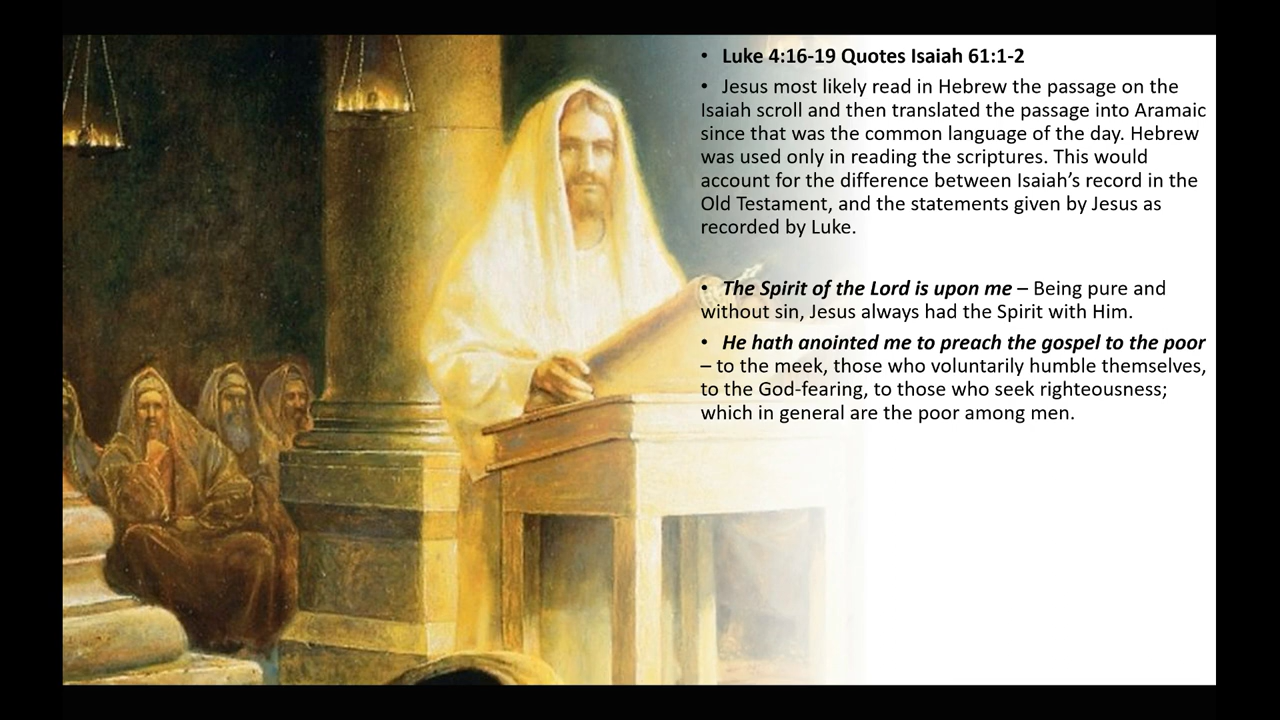 • Luke 4:16-19 Quotes Isaiah 61:1-2
• Jesus most likely read in Hebrew the passage on the
Isaiah scroll and then translated the passage into Aramaic
since that was the common language of the day. Hebrew
was used only in reading the scriptures. This would
account for the difference between Isaiah’s record in the
Old Testament, and the statements given by Jesus as
recorded by Luke.
• The Spirit of the Lord is upon me – Being pure and
without sin, Jesus always had the Spirit with Him.
• He hath anointed me to preach the gospel to the poor
– to the meek, those who voluntarily humble themselves,
to the God-fearing, to those who seek righteousness;
which in general are the poor among men.